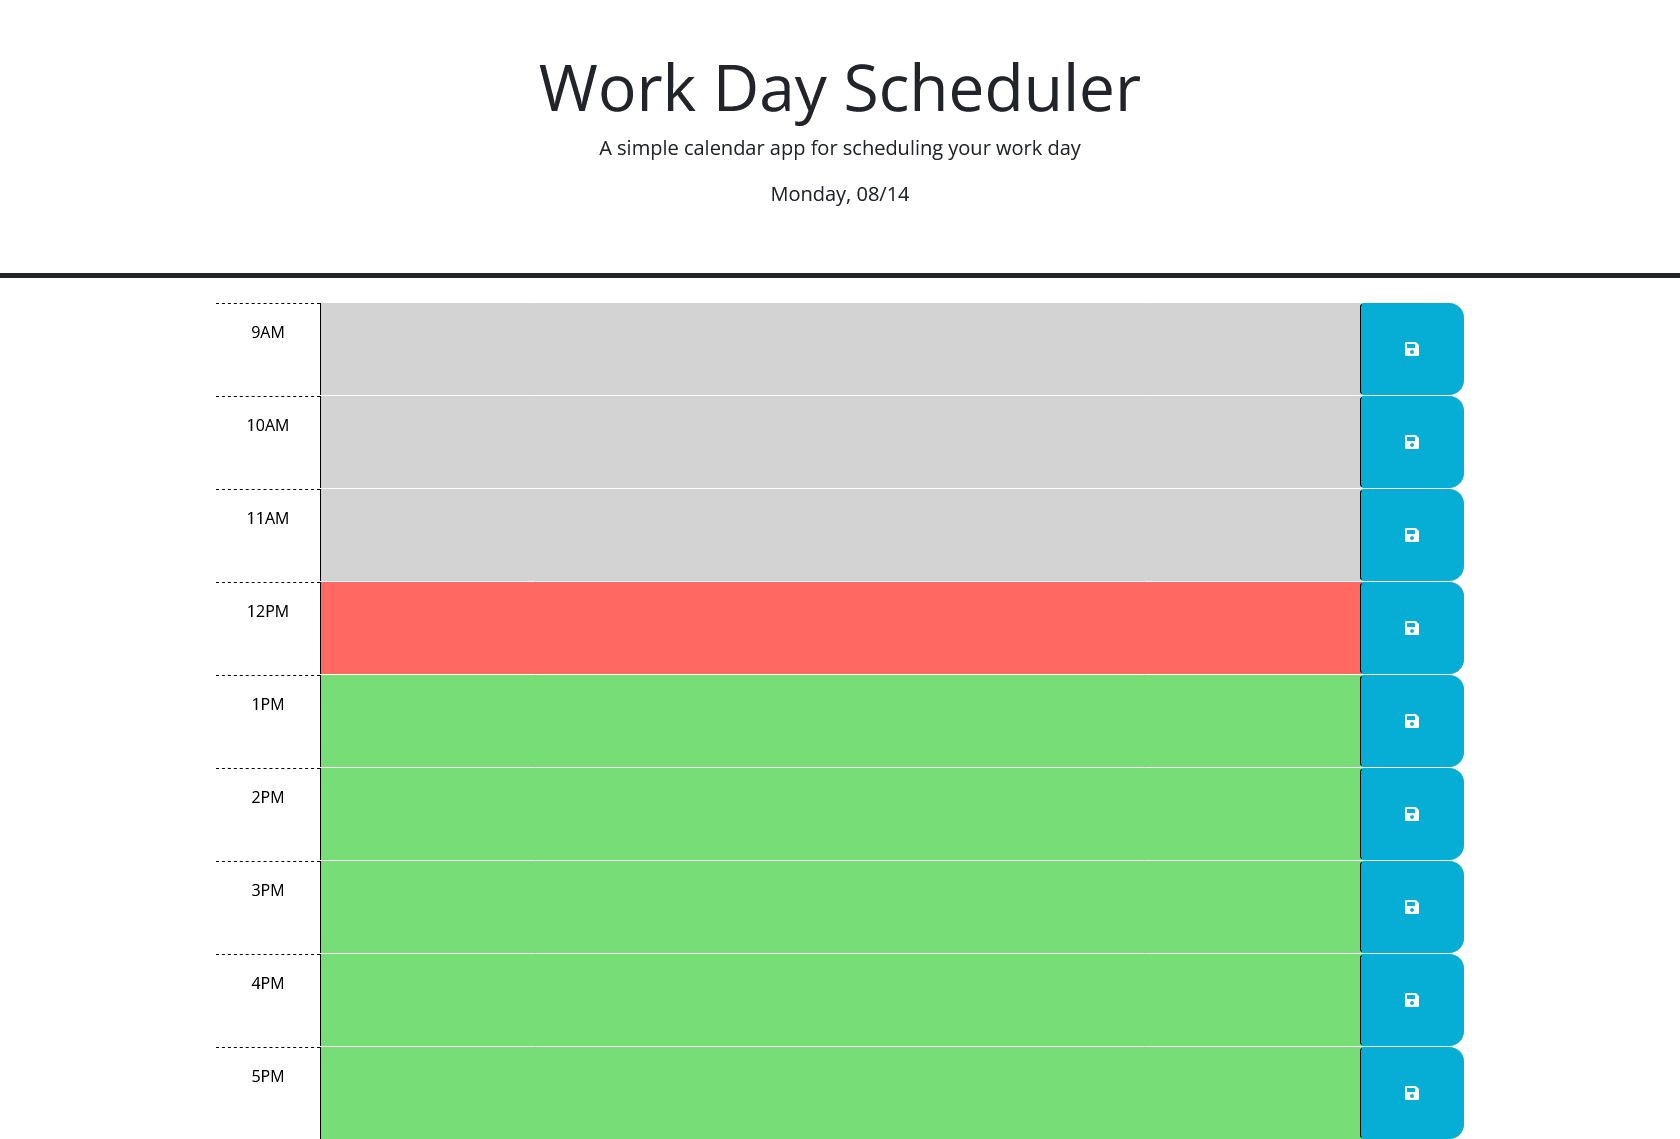 Work Day Scheduler
A simple calendar app for scheduling your work day
Monday, 08/14
9AM
10AM
11AM
12PM
1PM
2PM
3PM
4PM
5PM